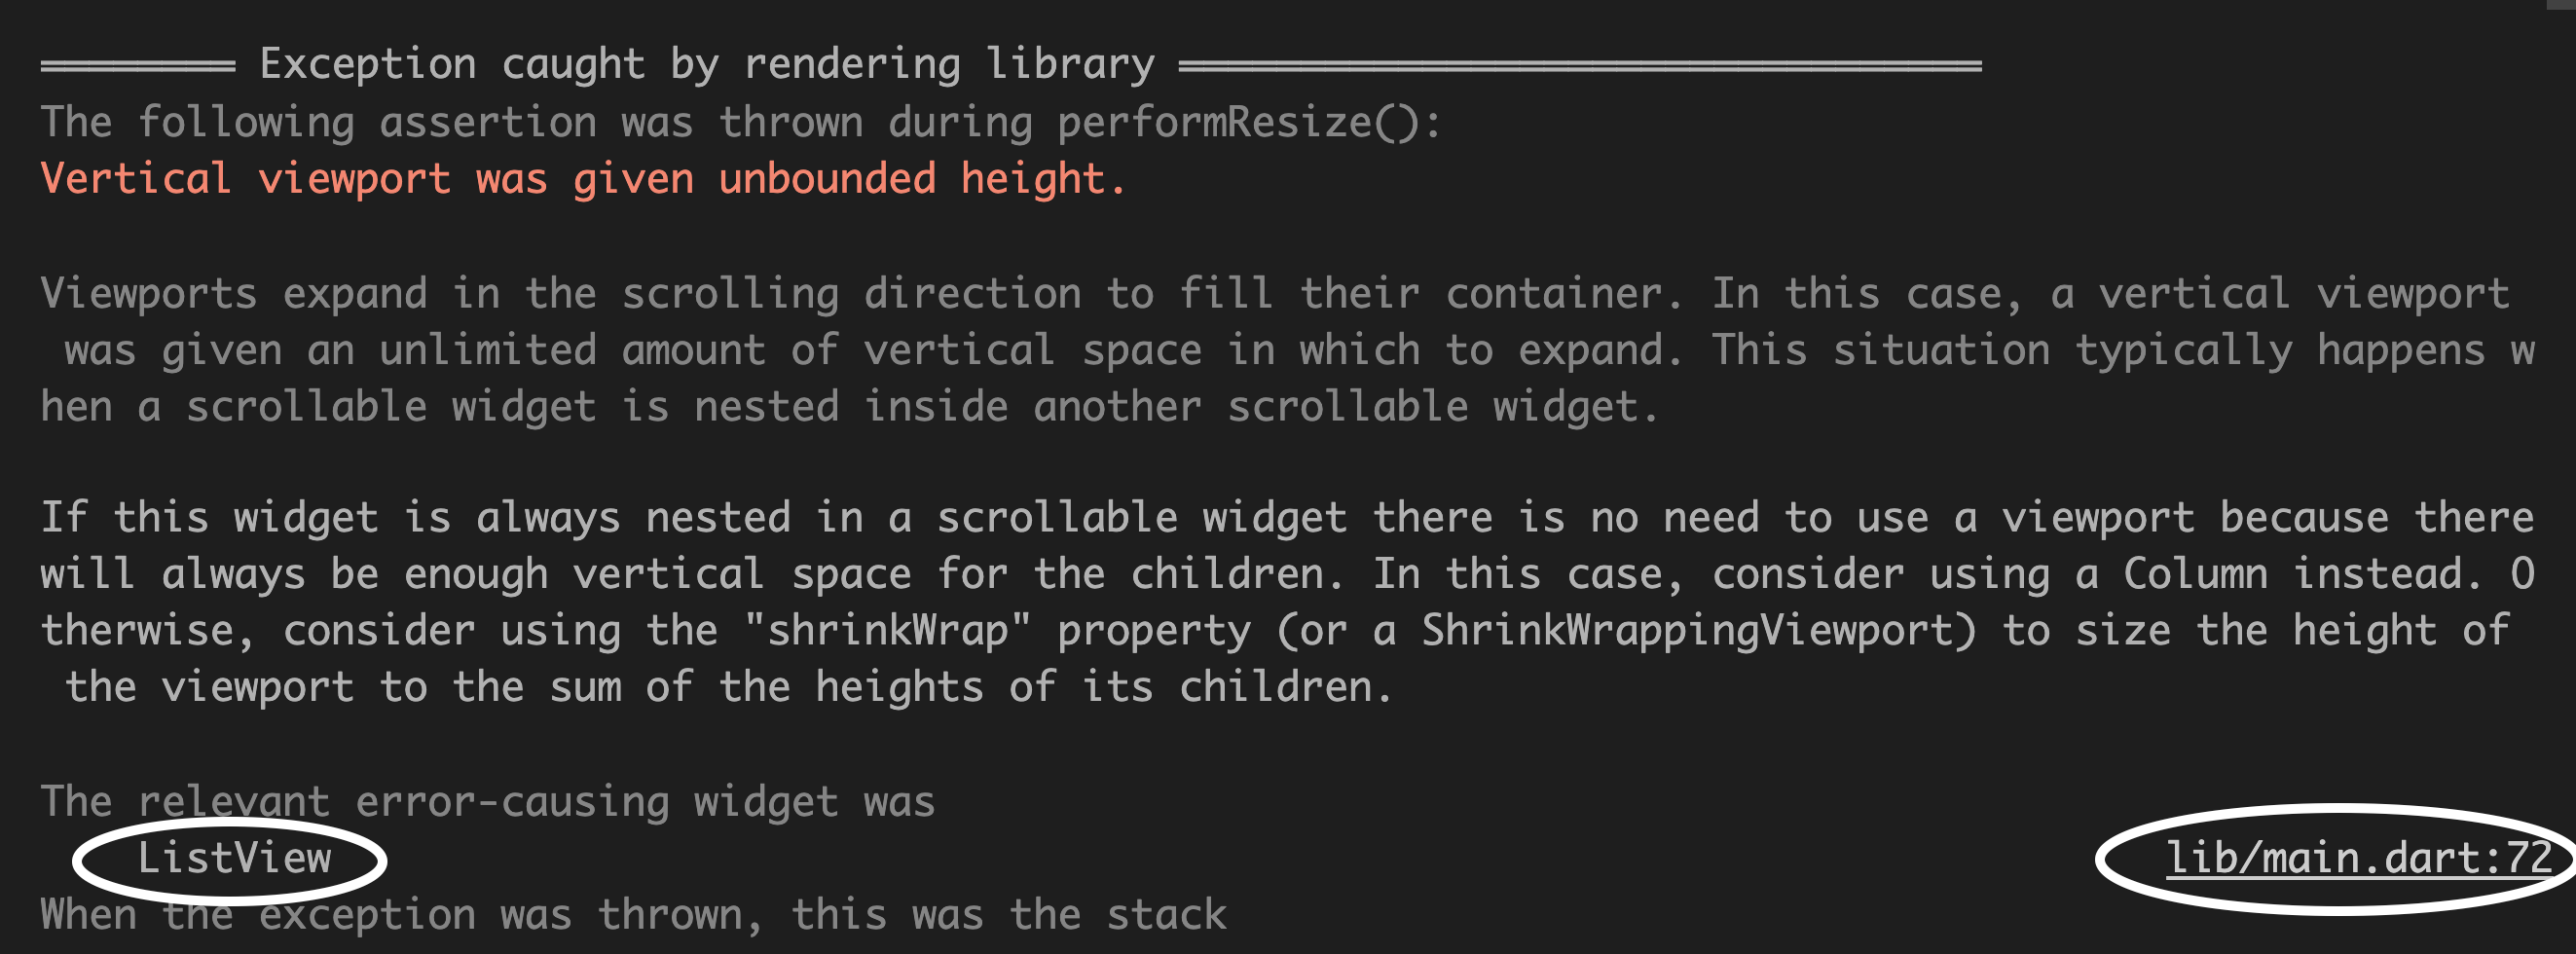 ════════ Exception caught by rendering library ═════════════════════════════════
The following assertion was thrown during performResize():
Vertical viewport was given unbounded height.
Viewports expand in the scrolling direction to fill their container. In this case, a vertical viewport
was given an unlimited amount of vertical space in which to expand. This situation typically happens w
hen a scrollable widget is nested inside another scrollable widget.
If this widget is always nested in a scrollable widget there is no need to use a viewport because there
will always be enough vertical space for the children. In this case, consider using a Column instead. O
therwise, consider using the "shrinkWrap" property (or a ShrinkWrappingViewport) to size the height of
the viewport to the sum of the heights of its children.
The relevant error-causing widget was
ListView lib/main.dart:72
When the exception was thrown, this was the stack